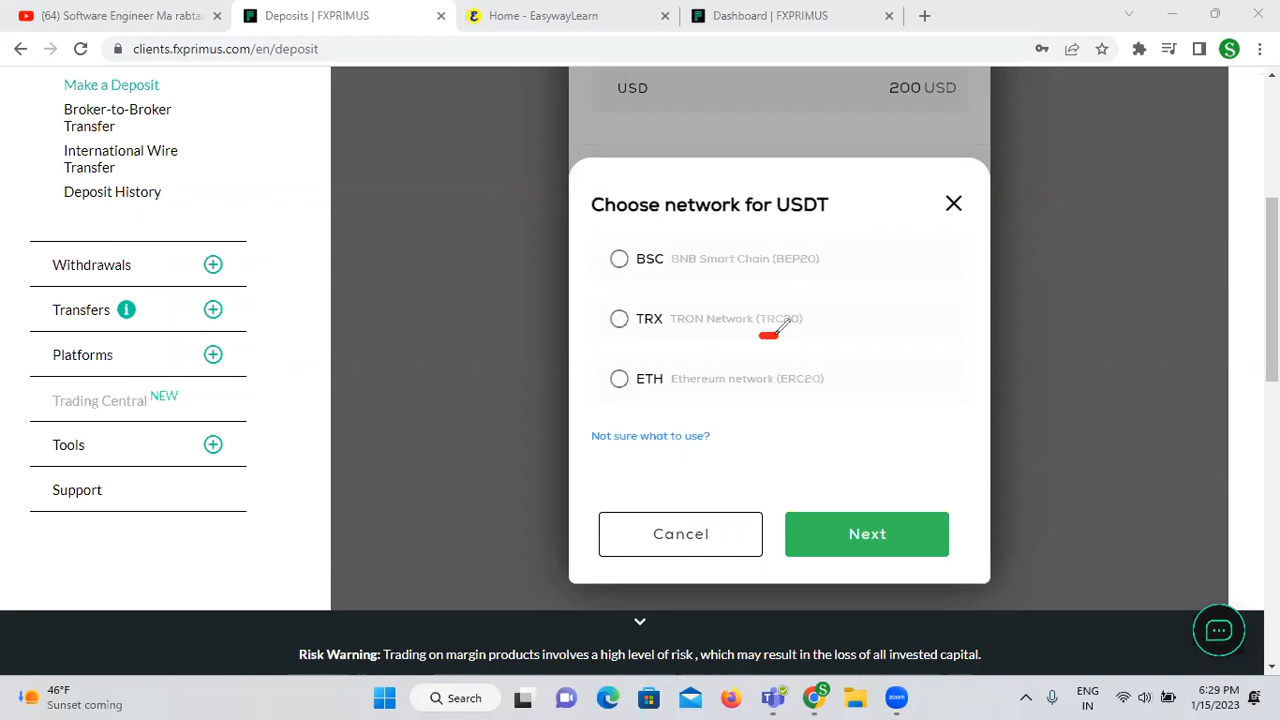 (64) Software Engineer Ma rabta
Deposits | FXPRIMUS
Home - EasywayLearn
Dashboard | FXPRIMUS
clients.fxprimus.com/en/deposit
S
Make a Deposit
Broker-to-Broker
Transfer
International Wire
Transfer
Deposit History
Withdrawals
Transfers
Platforms
Trading Central NEW
Tools
Support
USD 200 USD
Choose network for USDT
BSC BNB Smart Chain (BEP20)
TRX TRON Network (TRC20)
ETH Ethereum network (ERC20)
Not sure what to use?
Cancel
Next
Risk Warning: Trading on margin products involves a high level of risk , which may result in the loss of all invested capital.
46°F
Sunset coming
Search
zoom
ENG
IN
6:29 PM
1/15/2023